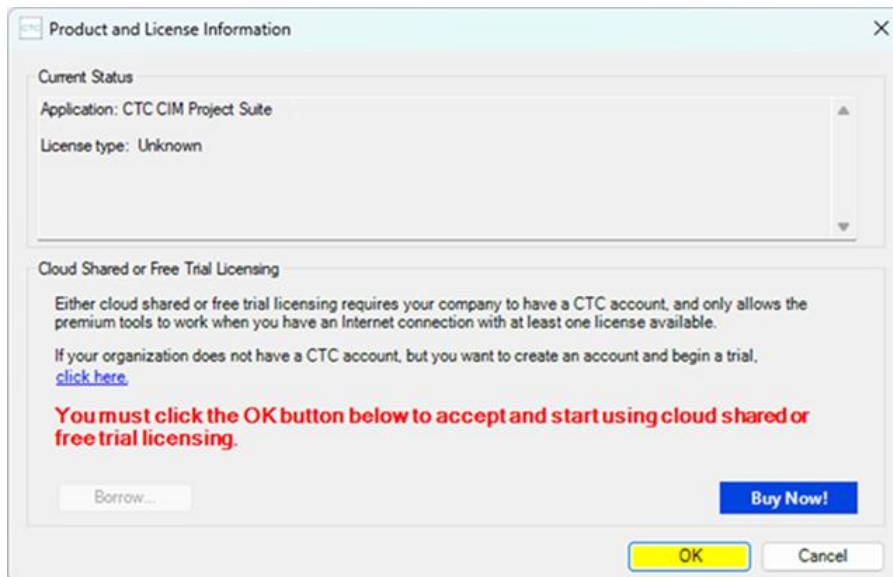 CTC Product and License Information
Current Status
Application: CTC CIM Project Suite
License type: Unknown
Cloud Shared or Free Trial Licensing
Either cloud shared or free trial licensing requires your company to have a CTC account, and only allows the
premium tools to work when you have an Internet connection with at least one license available.
If your organization does not have a CTC account, but you want to create an account and begin a trial,
click here.
You must click the OK button below to accept and start using cloud shared or
free trial licensing.
Borrow...
Buy Now!
OK
Cancel